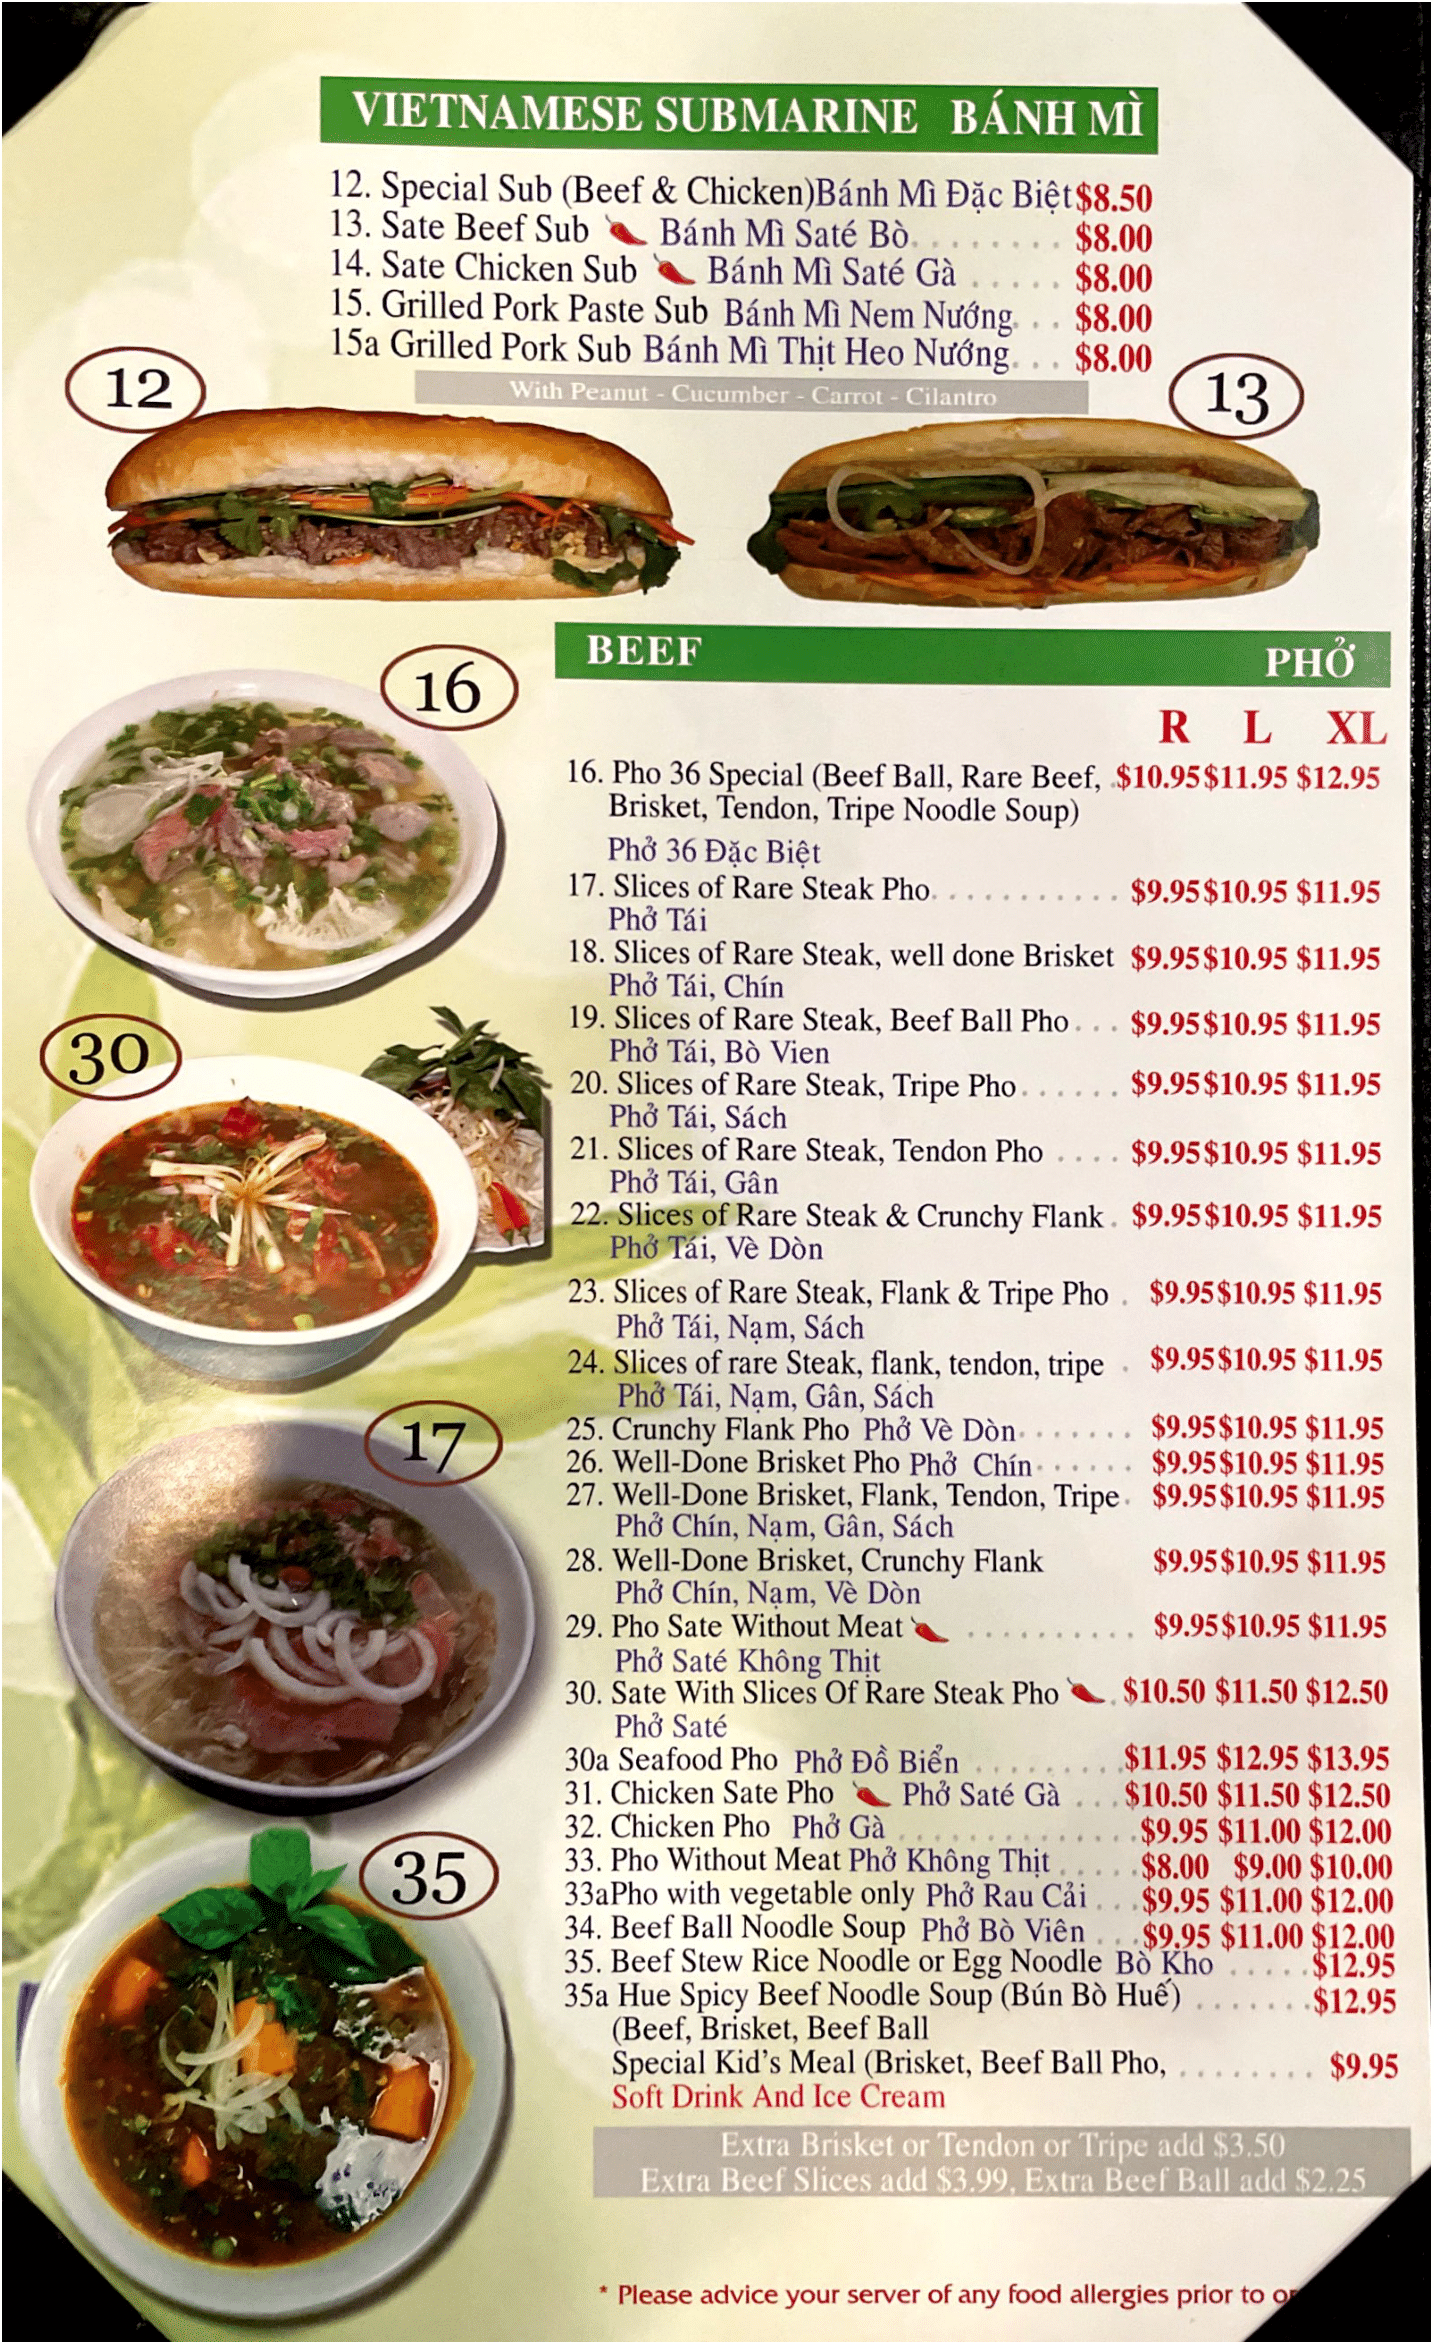 VIETNAMESE SUBMARINE BÁNH MÌ
12. Special Sub (Beef & Chicken)Bánh Mì Đặc Biệt $8.50
13. Sate Beef Sub Bánh Mì Saté Bò. . . . . . . . . $8.00
14. Sate Chicken Sub Bánh Mì Saté Gà . . . . . $8.00
15. Grilled Pork Paste Sub Bánh Mì Nem Nướng. . . $8.00
15a Grilled Pork Sub Bánh Mì Thịt Heo Nướng. . . $8.00
With Peanut - Cucumber - Carrot - Cilantro
12
13
BEEF PHỞ
16
R L XL
16. Pho 36 Special (Beef Ball, Rare Beef, . $10.95 $11.95 $12.95
Brisket, Tendon, Tripe Noodle Soup)
Phở 36 Đặc Biệt
17. Slices of Rare Steak Pho. . . . . . . . . . . $9.95 $10.95 $11.95
Phở Tái
18. Slices of Rare Steak, well done Brisket $9.95 $10.95 $11.95
Phở Tái, Chín
19. Slices of Rare Steak, Beef Ball Pho . . . $9.95 $10.95 $11.95
Phở Tái, Bò Vien
30
20. Slices of Rare Steak, Tripe Pho . . . . . . $9.95 $10.95 $11.95
Phở Tái, Sách
21. Slices of Rare Steak, Tendon Pho . . . . $9.95 $10.95 $11.95
Phở Tái, Gân
22. Slices of Rare Steak & Crunchy Flank . $9.95 $10.95 $11.95
Phở Tái, Vè Dòn
23. Slices of Rare Steak, Flank & Tripe Pho . $9.95 $10.95 $11.95
Phở Tái, Nạm, Sách
24. Slices of rare Steak, flank, tendon, tripe . $9.95 $10.95 $11.95
Phở Tái, Nạm, Gân, Sách
17
25. Crunchy Flank Pho Phở Vè Dòn. . . . . . . $9.95 $10.95 $11.95
26. Well-Done Brisket Pho Phở Chín . . . . . . $9.95 $10.95 $11.95
27. Well-Done Brisket, Flank, Tendon, Tripe . $9.95 $10.95 $11.95
Phở Chín, Nạm, Gân, Sách
28. Well-Done Brisket, Crunchy Flank $9.95 $10.95 $11.95
Phở Chín, Nạm, Vè Dòn
29. Pho Sate Without Meat . . . . . . . . . . $9.95 $10.95 $11.95
Phở Saté Không Thịt
30. Sate With Slices Of Rare Steak Pho . $10.50 $11.50 $12.50
Phở Saté
30a Seafood Pho Phở Đồ Biển . . . . . . . . . $11.95 $12.95 $13.95
31. Chicken Sate Pho Phở Saté Gà . . . $10.50 $11.50 $12.50
32. Chicken Pho Phở Gà . . . . . . . . . . . . . . $9.95 $11.00 $12.00
33. Pho Without Meat Phở Không Thịt . . . . . $8.00 $9.00 $10.00
35
33aPho with vegetable only Phở Rau Cải . . . $9.95 $11.00 $12.00
34. Beef Ball Noodle Soup Phở Bò Viên . . . $9.95 $11.00 $12.00
35. Beef Stew Rice Noodle or Egg Noodle Bò Kho . . . . . $12.95
35a Hue Spicy Beef Noodle Soup (Bún Bò Huế) . . . . . . . $12.95
(Beef, Brisket, Beef Ball
Special Kid's Meal (Brisket, Beef Ball Pho, . . . . . . . . $9.95
Soft Drink And Ice Cream
Extra Brisket or Tendon or Tripe add $3.50
Extra Beef Slices add $3.99, Extra Beef Ball add $2.25
* Please advice your server of any food allergies prior to